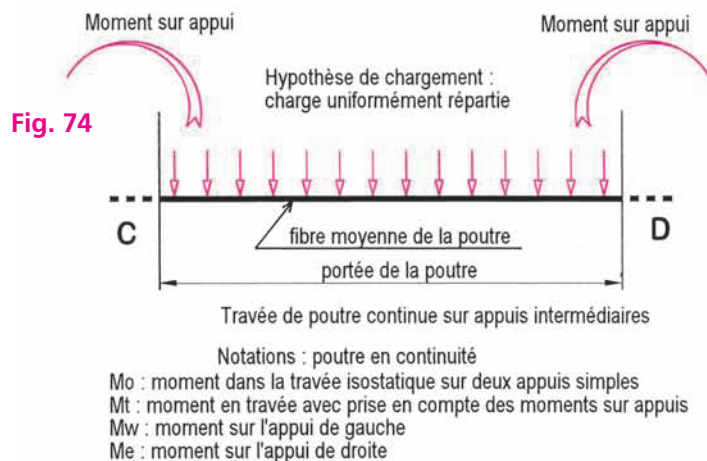 Moment sur appui
Moment sur appui
Hypothèse de chargement :
charge uniformément répartie
Fig. 74
C
D
fibre moyenne de la poutre
portée de la poutre
Travée de poutre continue sur appuis intermédiaires
Notations : poutre en continuité
Mo : moment dans la travée isostatique sur deux appuis simples
Mt : moment en travée avec prise en compte des moments sur appuis
Mw : moment sur l'appui de gauche
Me : moment sur l'appui de droite